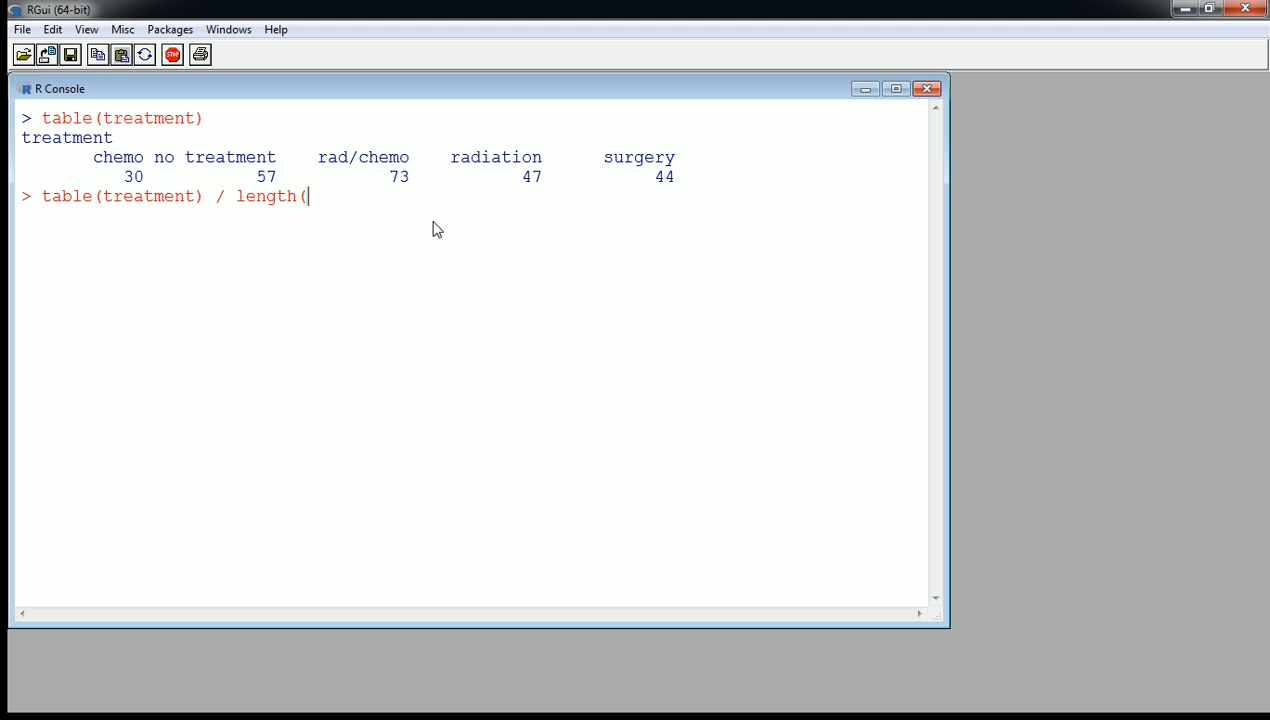 RGui (64-bit)
File Edit View Misc Packages Windows Help
STOP
R Console
> table(treatment)
treatment
chemo no treatment rad/chemo radiation surgery
30 57 73 47 44
> table(treatment) / length(